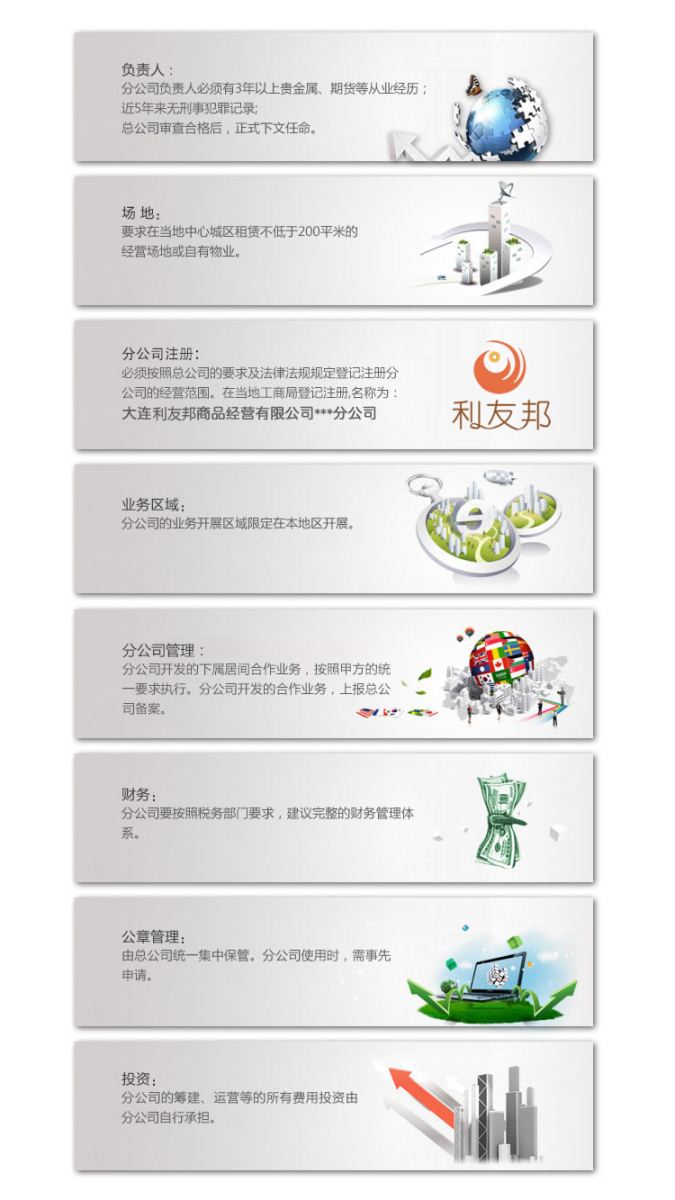 负责人：
分公司负责人必须有3年以上贵金属、期货等从业经历；
近5年来无刑事犯罪记录;
总公司审查合格后，正式下文任命。
场 地：
要求在当地中心城区租赁不低于200平米的
经营场地或自有物业。
分公司注册：
必须按照总公司的要求及法律法规规定登记注册分
公司的经营范围。在当地工商局登记注册,名称为：
大连利友邦商品经营有限公司***分公司
利友邦
业务区域：
分公司的业务开展区域限定在本地区开展。
分公司管理：
分公司开发的下属居间合作业务，按照甲方的统
一要求执行。分公司开发的合作业务，上报总公
司备案。
财务：
分公司要按照税务部门要求，建议完整的财务管理体
系。
公章管理：
由总公司统一集中保管。分公司使用时，需事先
申请。
投资：
分公司的筹建、运营等的所有费用投资由
分公司自行承担。